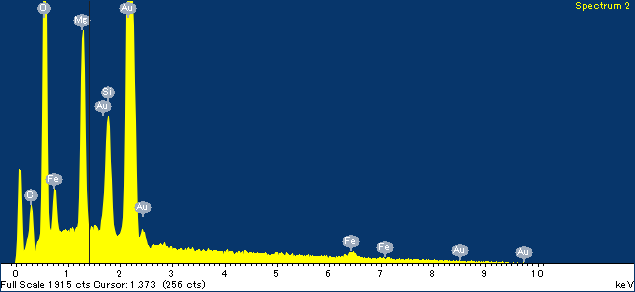 Spectrum 2
O Au
Mg
Si
Au
Fe
O Au
Fe Fe Au Au
0 1 2 3 4 5 6 7 8 9 10
Full Scale 1915 cts Cursor: 1.373 (256 cts) keV